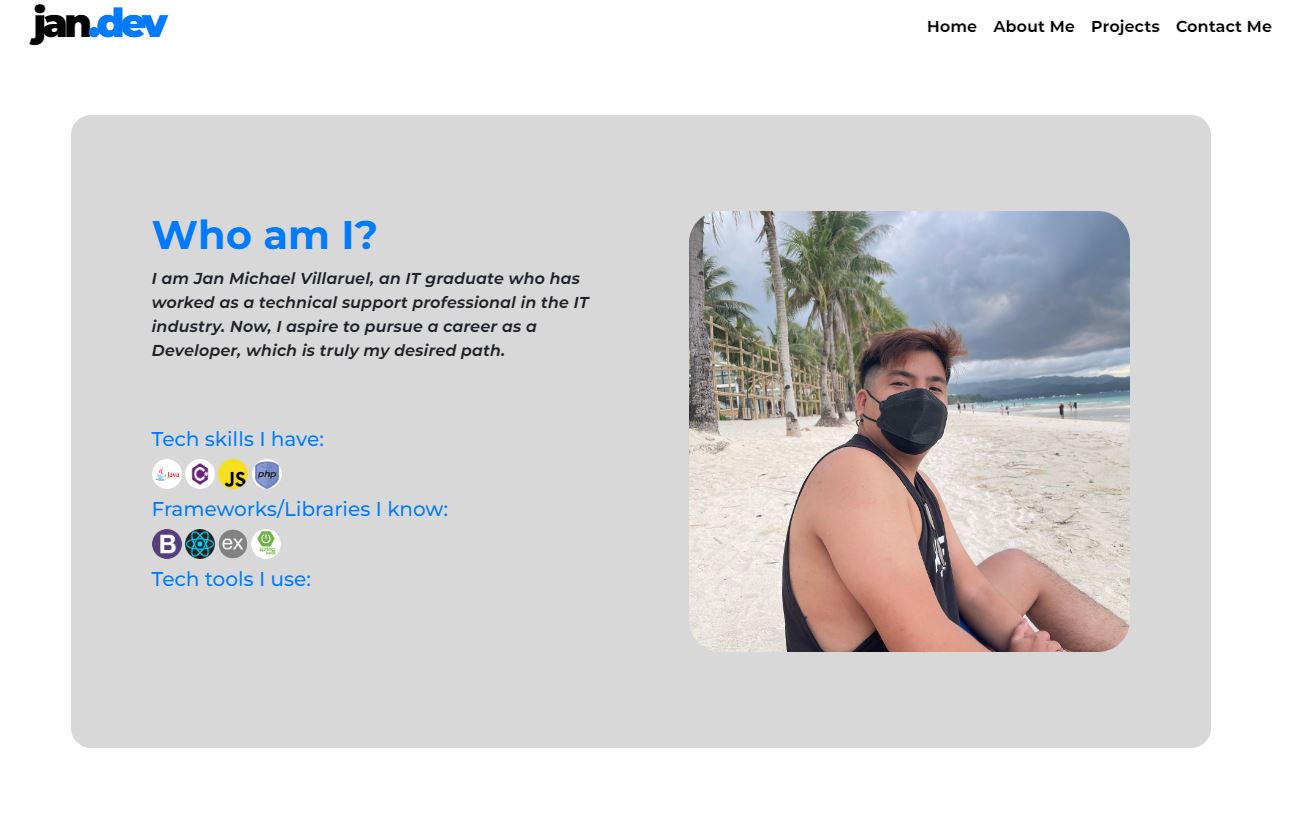 jan.dev
Home About Me Projects Contact Me
Who am I?
I am Jan Michael Villaruel, an IT graduate who has
worked as a technical support professional in the IT
industry. Now, I aspire to pursue a career as a
Developer, which is truly my desired path.
Tech skills I have:
Java C JS php
Frameworks/Libraries I know:
B ex spring
Tech tools I use: